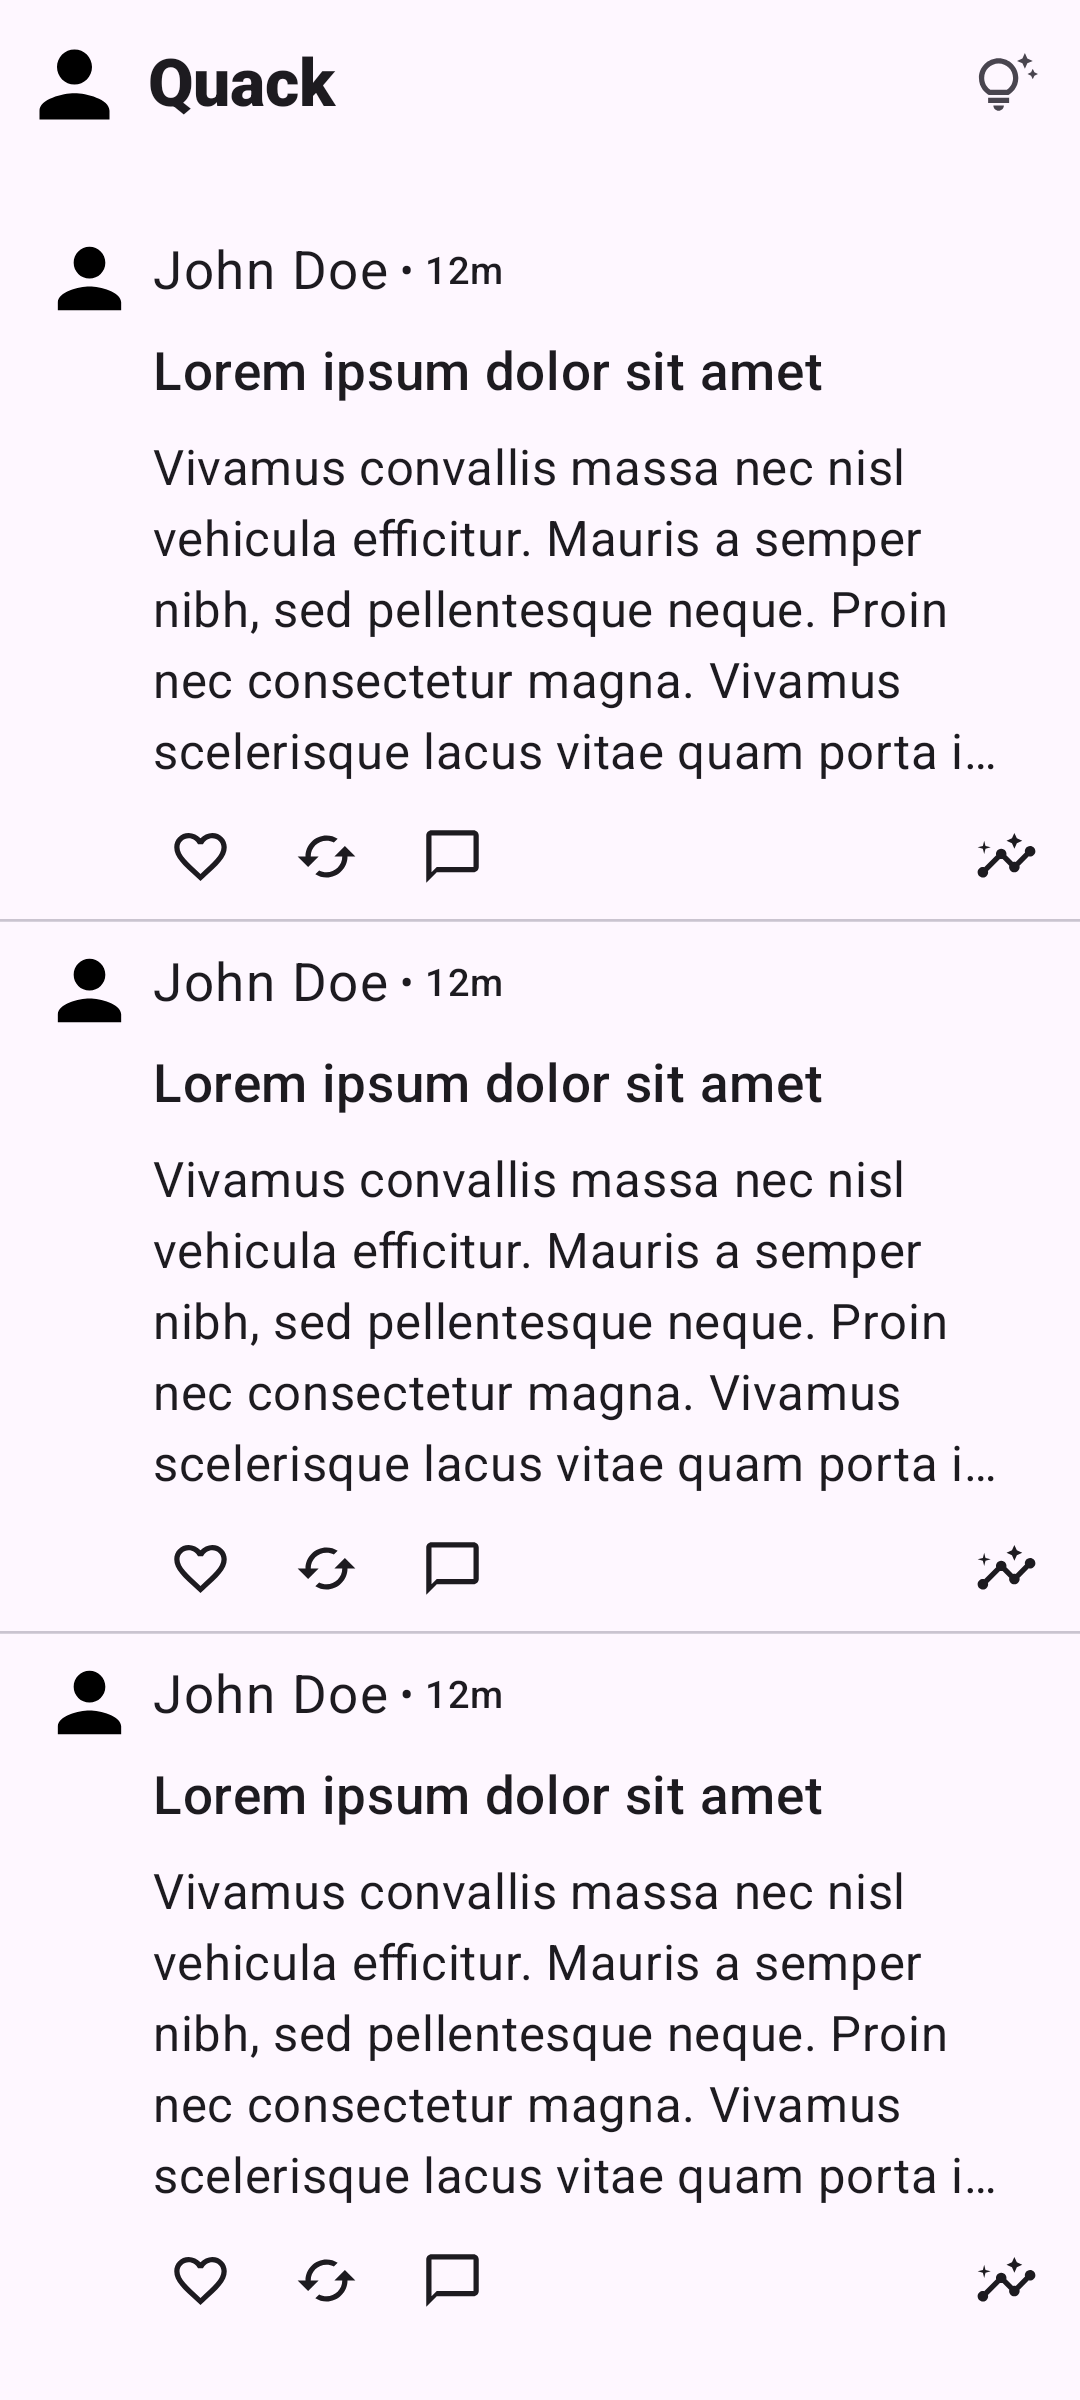 Quack
John Doe • 12m
Lorem ipsum dolor sit amet
Vivamus convallis massa nec nisl
vehicula efficitur. Mauris a semper
nibh, sed pellentesque neque. Proin
nec consectetur magna. Vivamus
scelerisque lacus vitae quam porta i…
John Doe • 12m
Lorem ipsum dolor sit amet
Vivamus convallis massa nec nisl
vehicula efficitur. Mauris a semper
nibh, sed pellentesque neque. Proin
nec consectetur magna. Vivamus
scelerisque lacus vitae quam porta i…
John Doe • 12m
Lorem ipsum dolor sit amet
Vivamus convallis massa nec nisl
vehicula efficitur. Mauris a semper
nibh, sed pellentesque neque. Proin
nec consectetur magna. Vivamus
scelerisque lacus vitae quam porta i…